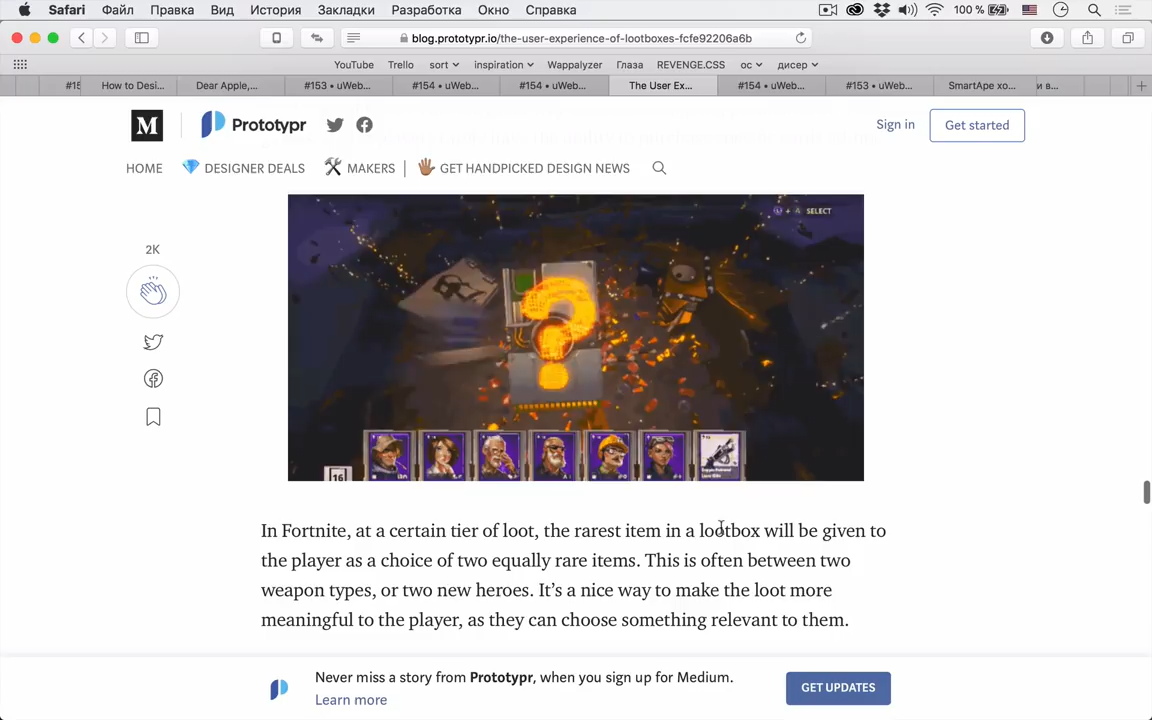 Safari Файл Правка Вид История Закладки Разработка Окно Справка 100 %
blog.prototypr.io/the-user-experience-of-lootboxes-fcfe92206a6b
YouTube Trello sort inspiration Wappalyzer Глаза REVENGE.CSS ос дисер
#15 How to Desi... Dear Apple,... #153 • uWeb... #154 • uWeb... #154 • uWeb... The User Ex... #154 • uWeb... #153 • uWeb... SmartApe хо... и в...
M Prototypr Sign in Get started
HOME DESIGNER DEALS MAKERS | GET HANDPICKED DESIGN NEWS
SELECT
2K
16
In Fortnite, at a certain tier of loot, the rarest item in a lootbox will be given to
the player as a choice of two equally rare items. This is often between two
weapon types, or two new heroes. It’s a nice way to make the loot more
meaningful to the player, as they can choose something relevant to them.
Never miss a story from Prototypr, when you sign up for Medium.
Learn more
GET UPDATES